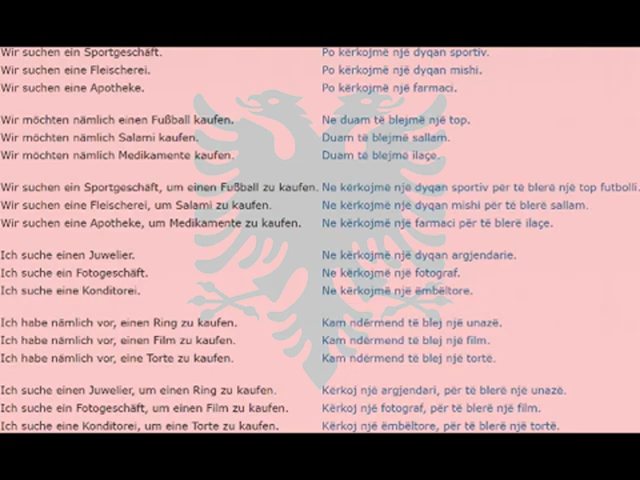 Wir suchen ein Sportgeschäft. Po kërkojmë një dyqan sportiv.
Wir suchen eine Fleischerei. Po kërkojmë një dyqan mishi.
Wir suchen eine Apotheke. Po kërkojmë një farmaci.
Wir möchten nämlich einen Fußball kaufen. Ne duam të blejmë një top.
Wir möchten nämlich Salami kaufen. Duam të blejmë sallam.
Wir möchten nämlich Medikamente kaufen. Duam të blejmë ilaçe.
Wir suchen ein Sportgeschäft, um einen Fußball zu kaufen. Ne kërkojmë një dyqan sportiv për të blerë një top futbolli.
Wir suchen eine Fleischerei, um Salami zu kaufen. Ne kërkojmë një dyqan mishi për të blerë sallam.
Wir suchen eine Apotheke, um Medikamente zu kaufen. Ne kërkojmë një farmaci për të blerë ilaçe.
Ich suche einen Juwelier. Ne kërkojmë një dyqan argjendarie.
Ich suche ein Fotogeschäft. Ne kërkojmë një fotograf.
Ich suche eine Konditorei. Ne kërkojmë një ëmbëltore.
Ich habe nämlich vor, einen Ring zu kaufen. Kam ndërmend të blej një unazë.
Ich habe nämlich vor, einen Film zu kaufen. Kam ndërmend të blej një film.
Ich habe nämlich vor, eine Torte zu kaufen. Kam ndërmend të blej një tortë.
Ich suche einen Juwelier, um einen Ring zu kaufen. Kërkoj një argjendari, për të blerë një unazë.
Ich suche ein Fotogeschäft, um einen Film zu kaufen. Kërkoj një fotograf, për të blerë një film.
Ich suche eine Konditorei, um eine Torte zu kaufen. Kërkoj një ëmbëltore, për të blerë një tortë.